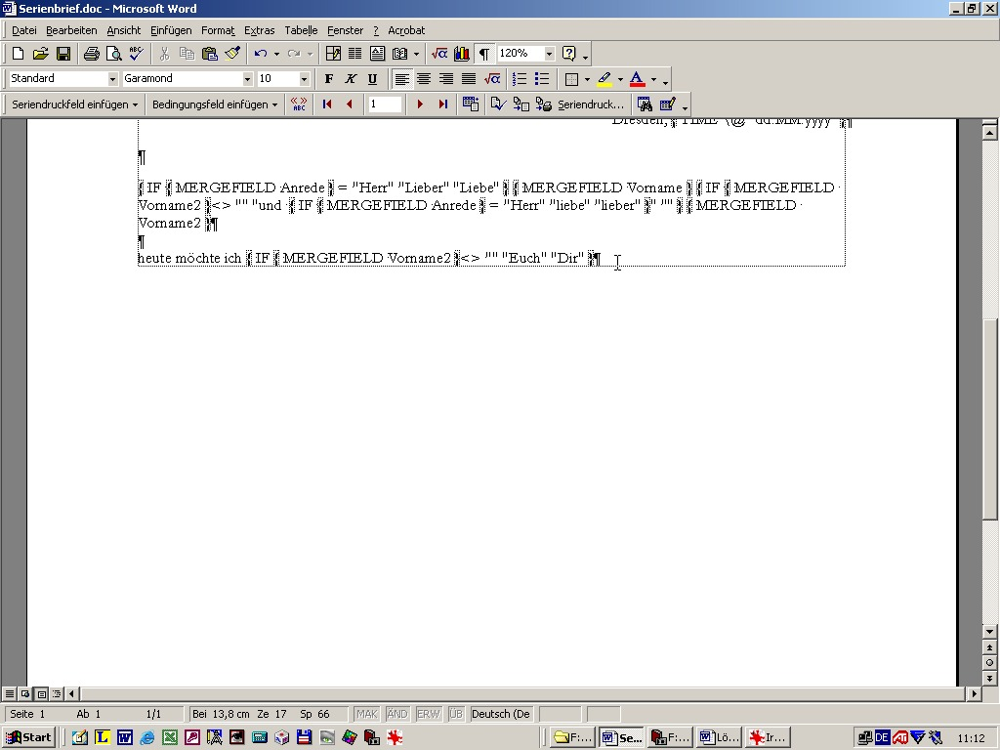 Serienbrief.doc - Microsoft Word
Datei Bearbeiten Ansicht Einfügen Format Extras Tabelle Fenster ? Acrobat
¶ 120%
Standard Garamond 10 F K U
Seriendruckfeld einfügen Bedingungsfeld einfügen «» ABC 1 Seriendruck...
Dresden, { TIME \@ "dd.MM.yyyy" }¶
¶
{ IF { MERGEFIELD Anrede } = "Herr" "Lieber" "Liebe" } { MERGEFIELD Vorname } { IF { MERGEFIELD
Vorname2 } <> "" "und { IF { MERGEFIELD Anrede } = "Herr" "liebe" "lieber" }" "" } { MERGEFIELD
Vorname2 }¶
¶
heute möchte ich { IF { MERGEFIELD Vorname2 } <> "" "Euch" "Dir" }¶
Seite 1 Ab 1 1/1 Bei 13,8 cm Ze 17 Sp 66 MAK ÄND ERW ÜB Deutsch (De
Start F:... Se... F:... Lö... Ir... DE 11:12